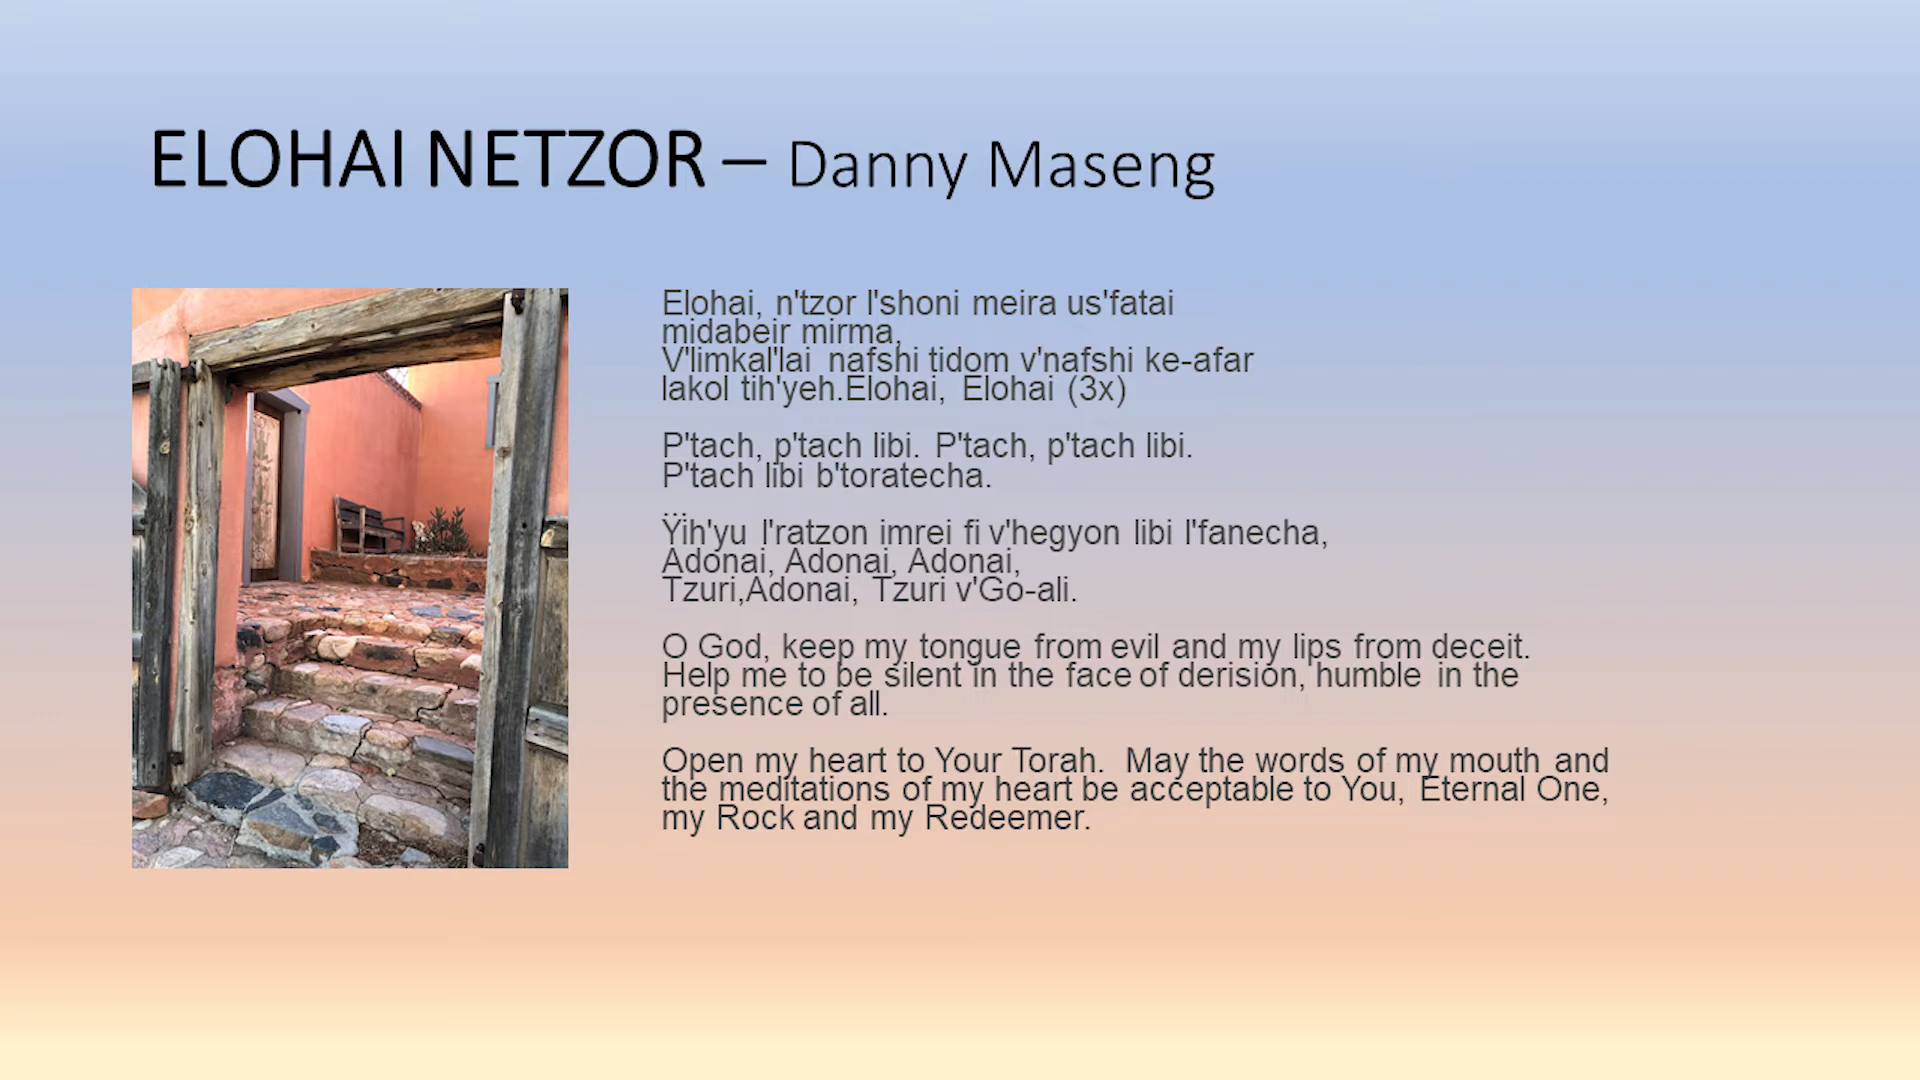 ELOHAI NETZOR – Danny Maseng
Elohai, n'tzor l'shoni meira us'fatai
midabeir mirma,
V'limkal'lai nafshi tidom v'nafshi ke-afar
lakol tih'yeh.Elohai, Elohai (3x)
P'tach, p'tach libi. P'tach, p'tach libi.
P'tach libi b'toratecha.
...
Yih'yu l'ratzon imrei fi v'hegyon libi l'fanecha,
Adonai, Adonai, Adonai,
Tzuri,Adonai, Tzuri v'Go-ali.
O God, keep my tongue from evil and my lips from deceit.
Help me to be silent in the face of derision, humble in the
presence of all.
Open my heart to Your Torah. May the words of my mouth and
the meditations of my heart be acceptable to You, Eternal One,
my Rock and my Redeemer.